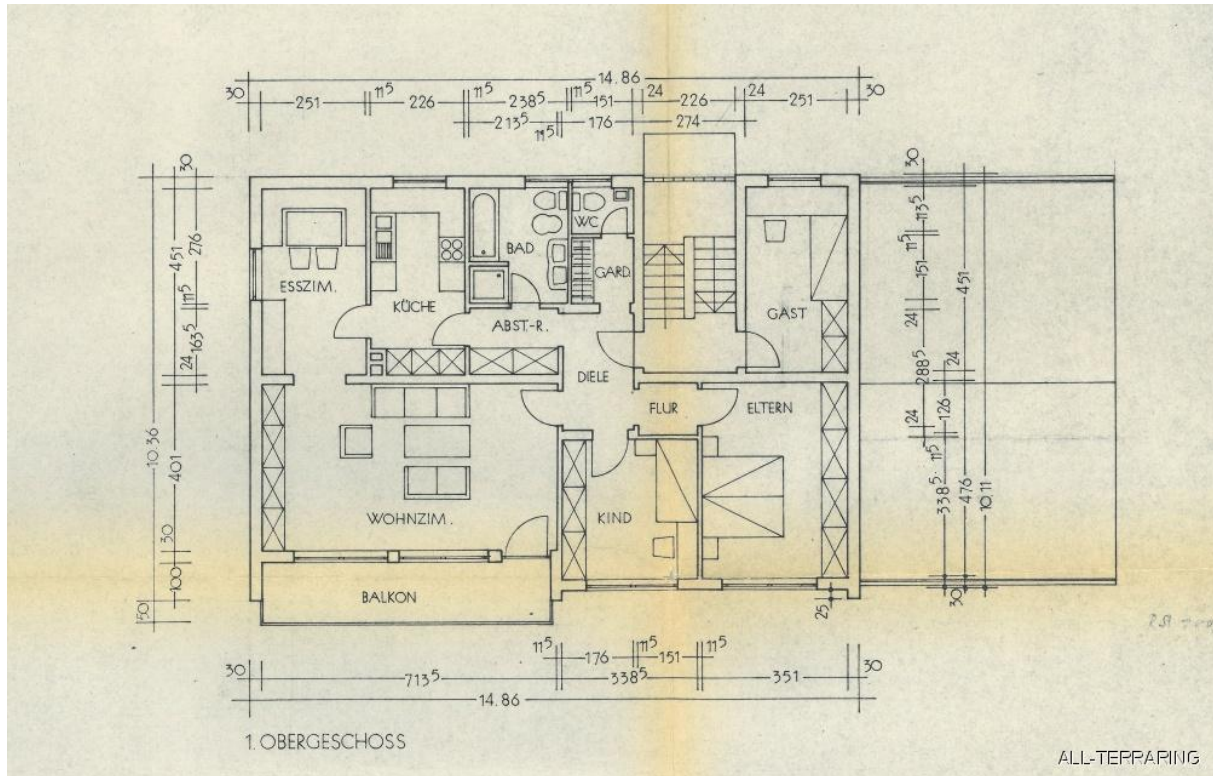 14.86
30 251 11⁵ 226 11⁵ 238⁵ 11⁵ 151 24 226 24 251 30
213⁵ 11⁵ 176 274
10.36
30 451 24 401 30 100 50
276 11⁵ 163⁵
ESSZIM.
KÜCHE
BAD
WC
GARD.
ABST.-R.
DIELE
GAST
FLUR
ELTERN
WOHNZIM.
KIND
BALKON
30 113⁵ 11⁵ 151 24 288⁵ 24
24 126 11⁵ 338⁵
451 476 30
10.11
25
11⁵ 176 11⁵ 151 11⁵
30 713⁵ 338⁵ 351 30
14.86
1. OBERGESCHOSS
ALL-TERRARING